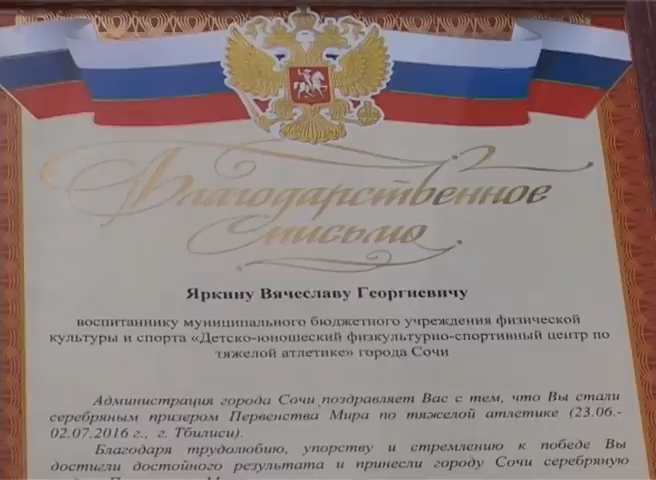 Благодарственное
письмо
Яркину Вячеславу Георгиевичу
воспитаннику муниципального бюджетного учреждения физической
культуры и спорта «Детско-юношеский физкультурно-спортивный центр по
тяжелой атлетике» города Сочи
Администрация города Сочи поздравляет Вас с тем, что Вы стали
серебряным призером Первенства Мира по тяжелой атлетике (23.06.-
02.07.2016 г., г. Тбилиси).
Благодаря трудолюбию, упорству и стремлению к победе Вы
достигли достойного результата и принесли городу Сочи серебряную